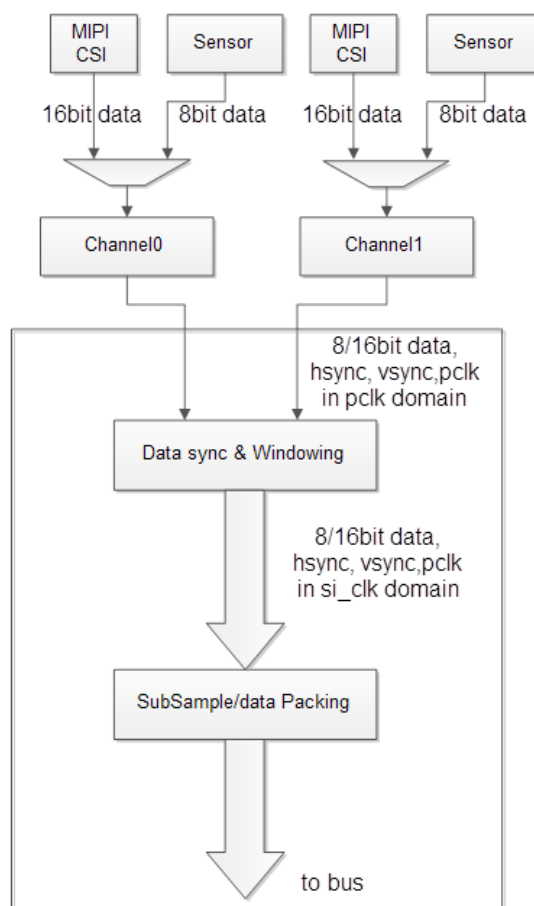 MIPI
CSI
Sensor
MIPI
CSI
Sensor
16bit data
8bit data
16bit data
8bit data
Channel0
Channel1
8/16bit data,
hsync, vsync,pclk
in pclk domain
Data sync & Windowing
8/16bit data,
hsync, vsync,pclk
in si_clk domain
SubSample/data Packing
to bus